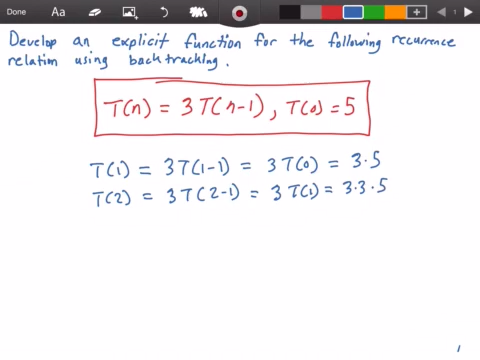 Done Aa 1
Develop an explicit function for the following recurrence
relation using backtracking.
T(n) = 3T(n-1), T(0) = 5
T(1) = 3T(1-1) = 3T(0) = 3·5
T(2) = 3T(2-1) = 3T(1) = 3·3·5